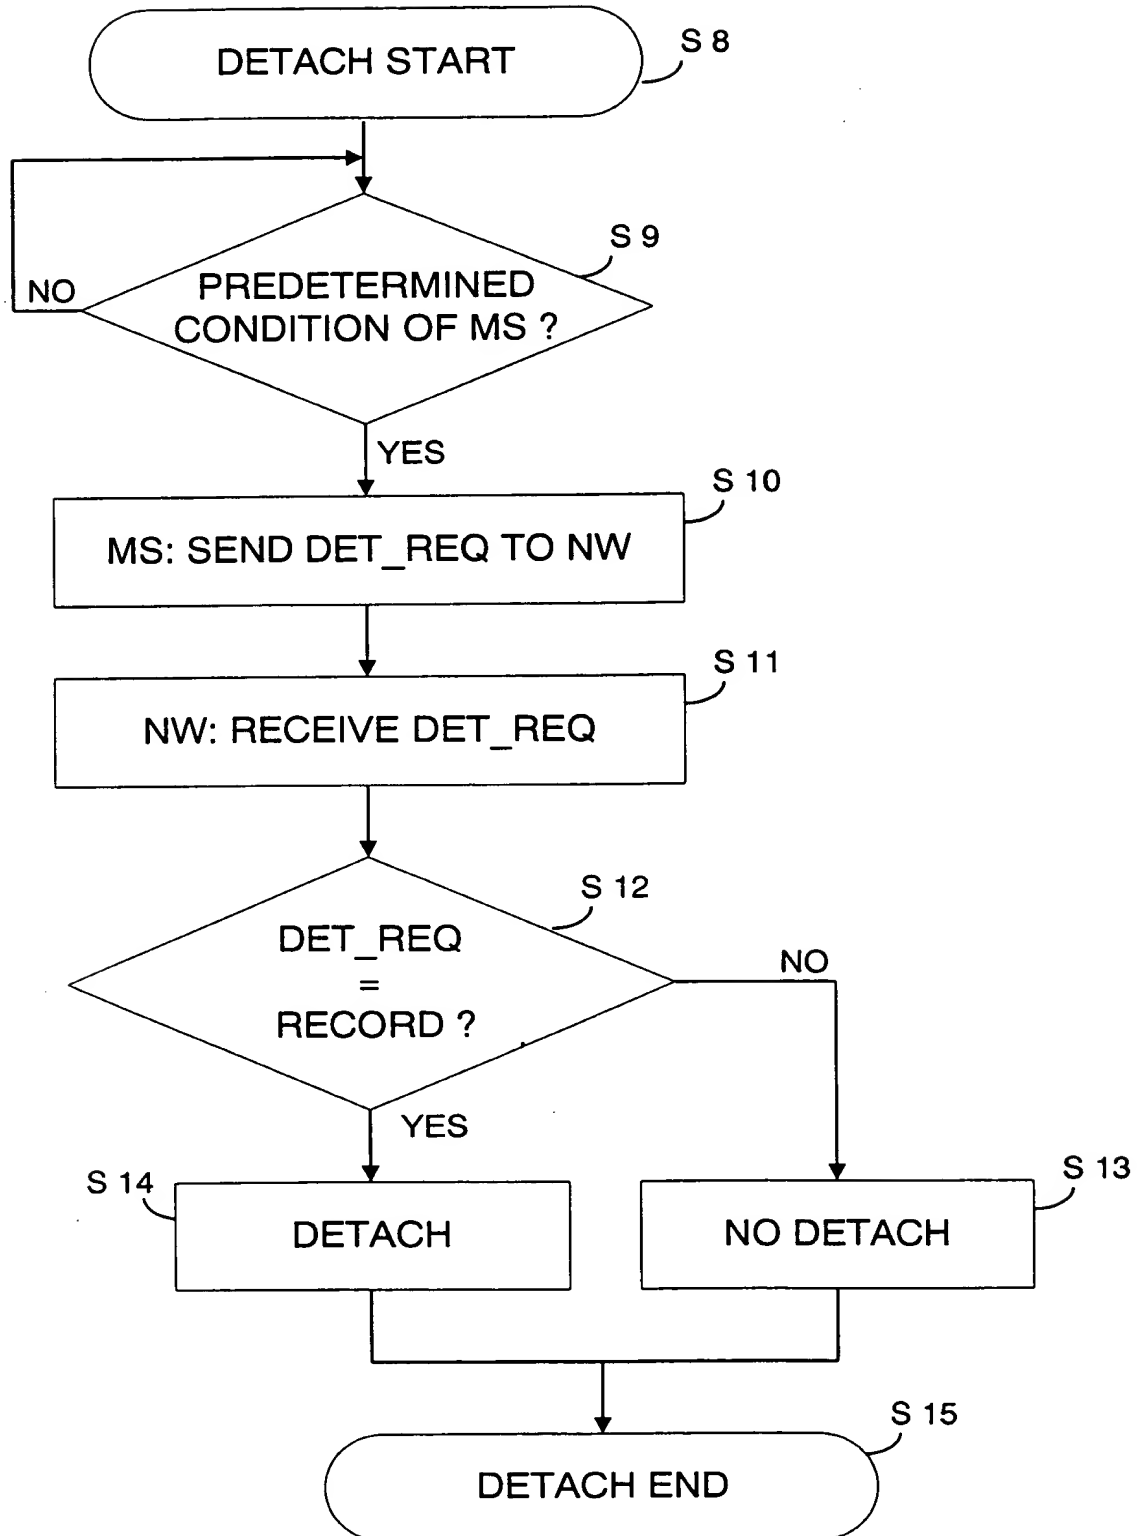 DETACH START
S 8
S 9
NO
PREDETERMINED
CONDITION OF MS ?
YES
S 10
MS: SEND DET_REQ TO NW
S 11
NW: RECEIVE DET_REQ
S 12
DET_REQ
=
RECORD ?
NO
YES
S 14
DETACH
S 13
NO DETACH
S 15
DETACH END